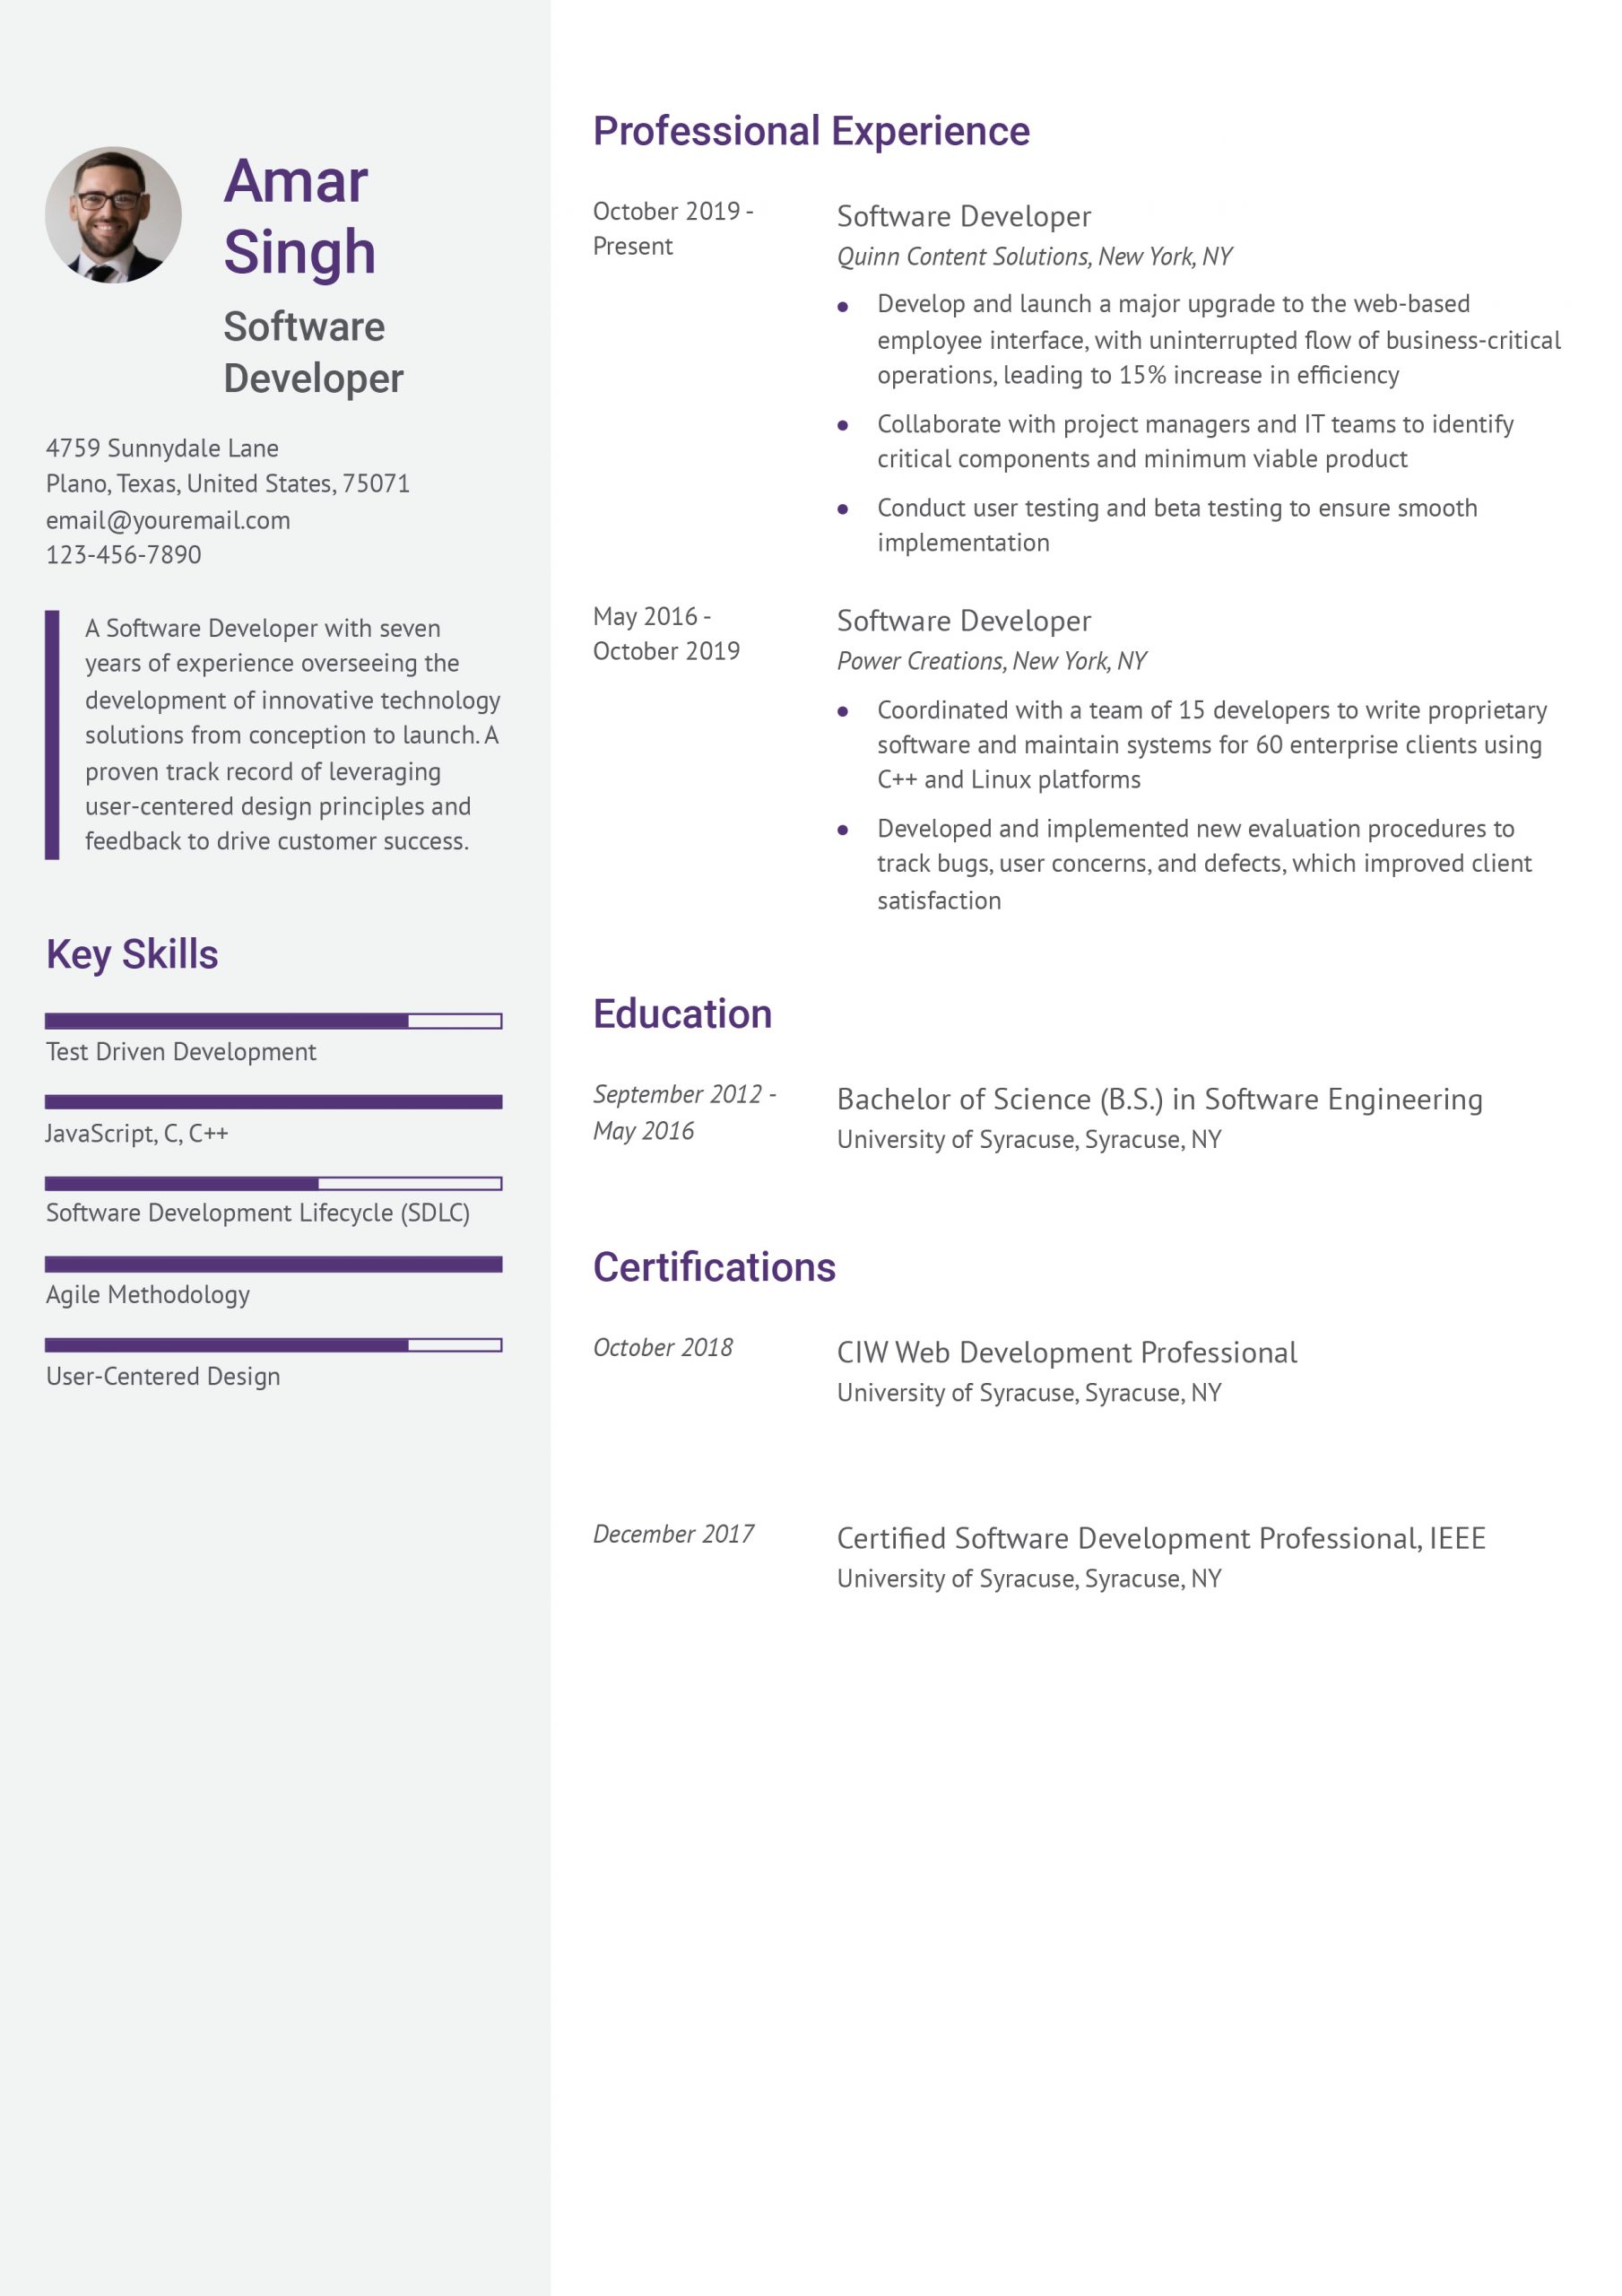 Amar
Singh
Software
Developer
4759 Sunnydale Lane
Plano, Texas, United States, 75071
email@youremail.com
123-456-7890
A Software Developer with seven
years of experience overseeing the
development of innovative technology
solutions from conception to launch. A
proven track record of leveraging
user-centered design principles and
feedback to drive customer success.
Key Skills
Test Driven Development
JavaScript, C, C++
Software Development Lifecycle (SDLC)
Agile Methodology
User-Centered Design
Professional Experience
October 2019 -
Present
Software Developer
Quinn Content Solutions, New York, NY
• Develop and launch a major upgrade to the web-based
employee interface, with uninterrupted flow of business-critical
operations, leading to 15% increase in efficiency
• Collaborate with project managers and IT teams to identify
critical components and minimum viable product
• Conduct user testing and beta testing to ensure smooth
implementation
May 2016 -
October 2019
Software Developer
Power Creations, New York, NY
• Coordinated with a team of 15 developers to write proprietary
software and maintain systems for 60 enterprise clients using
C++ and Linux platforms
• Developed and implemented new evaluation procedures to
track bugs, user concerns, and defects, which improved client
satisfaction
Education
September 2012 -
May 2016
Bachelor of Science (B.S.) in Software Engineering
University of Syracuse, Syracuse, NY
Certifications
October 2018
CIW Web Development Professional
University of Syracuse, Syracuse, NY
December 2017
Certified Software Development Professional, IEEE
University of Syracuse, Syracuse, NY